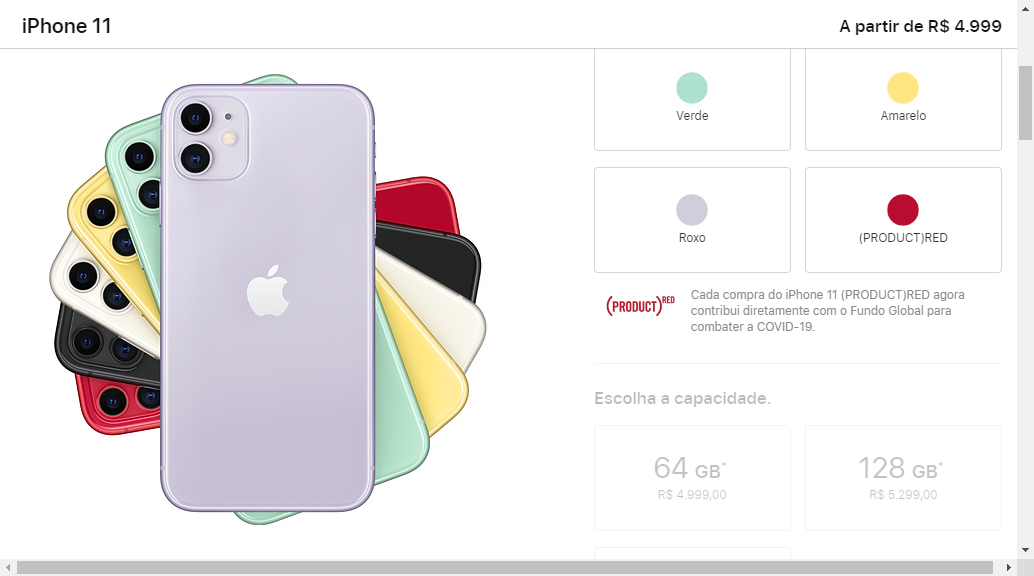 iPhone 11
A partir de R$ 4.999
Verde
Amarelo
Roxo
(PRODUCT)RED
(PRODUCT)RED
Cada compra do iPhone 11 (PRODUCT)RED agora
contribui diretamente com o Fundo Global para
combater a COVID-19.
Escolha a capacidade.
64 GB*
R$ 4.999,00
128 GB*
R$ 5.299,00